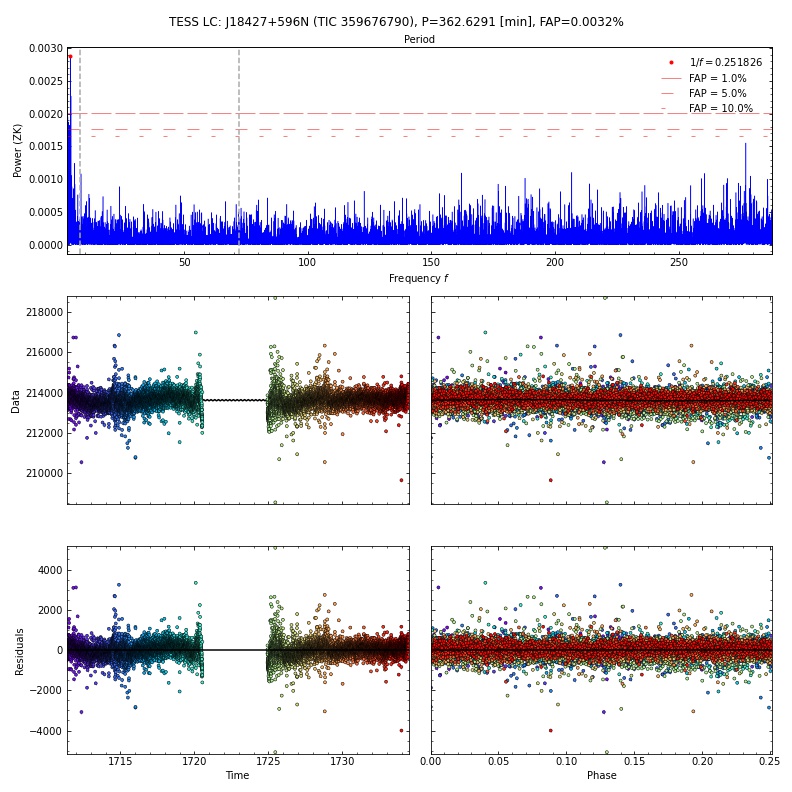 TESS LC: J18427+596N (TIC 359676790), P=362.6291 [min], FAP=0.0032%
Period
0.0030
0.0025
0.0020
0.0015
0.0010
0.0005
0.0000
Power (ZK)
1/f = 0.251826
FAP = 1.0%
FAP = 5.0%
FAP = 10.0%
50 100 150 200 250
Frequency f
218000
216000
214000
212000
210000
Data
4000
2000
0
−2000
−4000
Residuals
1715 1720 1725 1730
Time
0.00 0.05 0.10 0.15 0.20 0.25
Phase